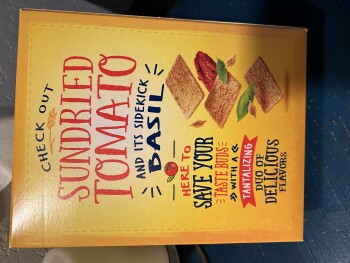 CHECK OUT
SUNDRIED
TOMATO
AND ITS SIDEKICK
BASIL
HERE TO
SAVE YOUR
TASTE BUDS
WITH A
TANTALIZING
DUO OF
DELICIOUS
FLAVORS